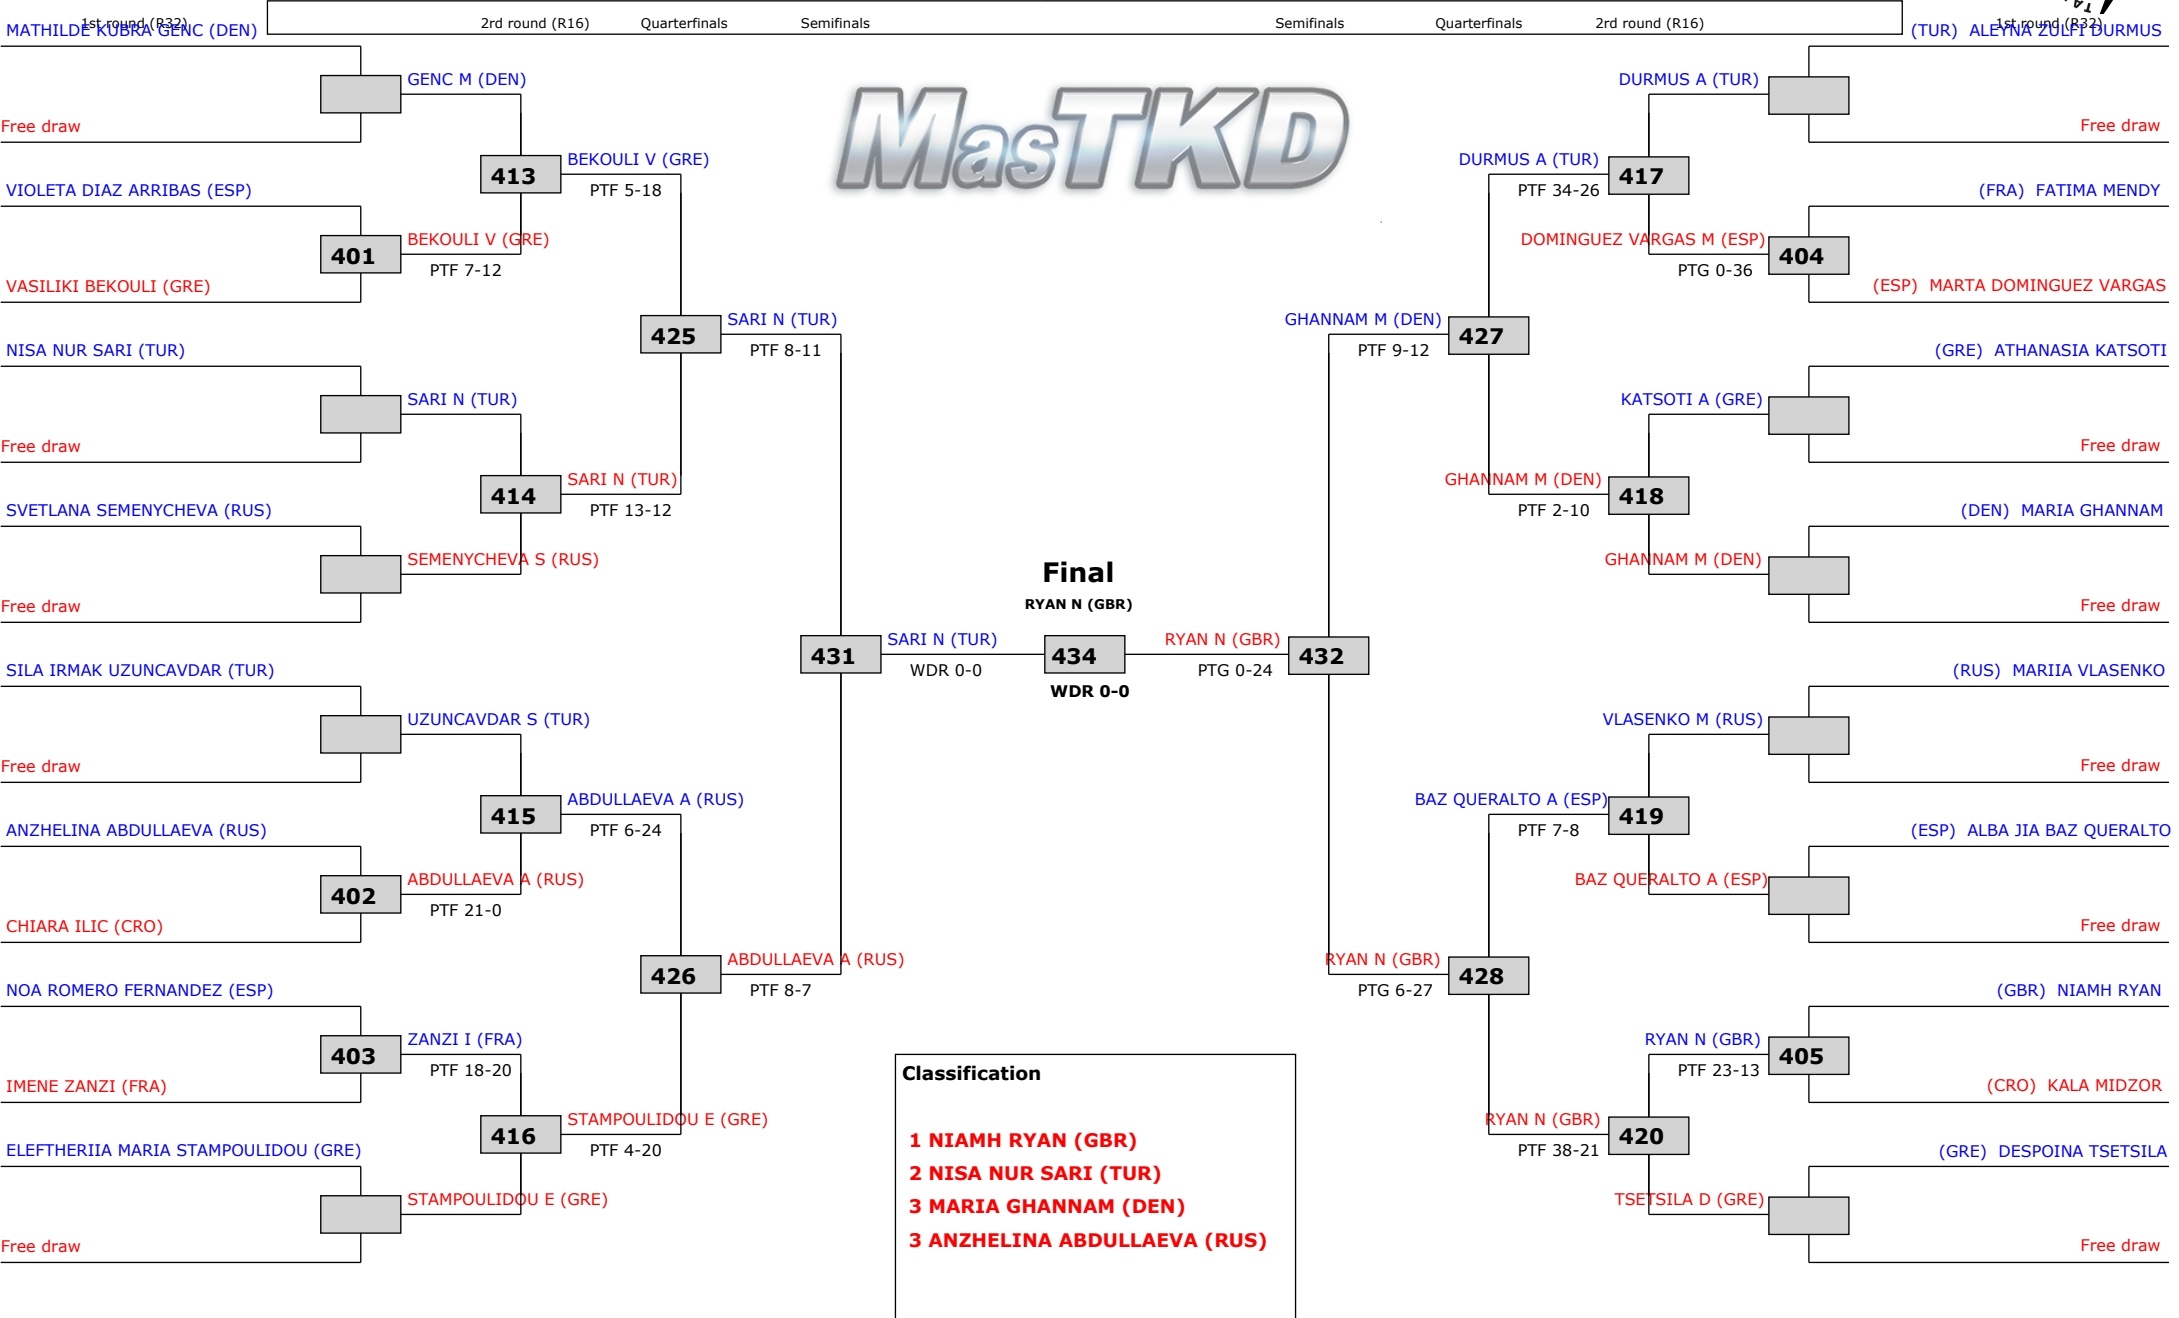 1st round (R32) 2rd round (R16) Quarterfinals Semifinals Semifinals Quarterfinals 2rd round (R16) 1st round (R32)
MATHILDE KUBRA GENC (DEN) (TUR) ALEYNA ZULFI DURMUS
GENC M (DEN) DURMUS A (TUR)
MasTKD
Free draw Free draw
413 BEKOULI V (GRE) DURMUS A (TUR) 417
PTF 5-18 PTF 34-26
VIOLETA DIAZ ARRIBAS (ESP) (FRA) FATIMA MENDY
401 BEKOULI V (GRE) DOMINGUEZ VARGAS M (ESP) 404
PTF 7-12 PTG 0-36
VASILIKI BEKOULI (GRE) (ESP) MARTA DOMINGUEZ VARGAS
425 SARI N (TUR) GHANNAM M (DEN) 427
PTF 8-11 PTF 9-12
NISA NUR SARI (TUR) (GRE) ATHANASIA KATSOTI
SARI N (TUR) KATSOTI A (GRE)
Free draw Free draw
414 SARI N (TUR) GHANNAM M (DEN) 418
PTF 13-12 PTF 2-10
SVETLANA SEMENYCHEVA (RUS) (DEN) MARIA GHANNAM
SEMENYCHEVA S (RUS) GHANNAM M (DEN)
Final
RYAN N (GBR)
Free draw Free draw
431 SARI N (TUR) 434 RYAN N (GBR) 432
WDR 0-0 WDR 0-0 PTG 0-24
SILA IRMAK UZUNCAVDAR (TUR) (RUS) MARIIA VLASENKO
UZUNCAVDAR S (TUR) VLASENKO M (RUS)
Free draw Free draw
415 ABDULLAEVA A (RUS) BAZ QUERALTO A (ESP) 419
PTF 6-24 PTF 7-8
ANZHELINA ABDULLAEVA (RUS) (ESP) ALBA JIA BAZ QUERALTO
402 ABDULLAEVA A (RUS) BAZ QUERALTO A (ESP)
PTF 21-0
CHIARA ILIC (CRO) Free draw
426 ABDULLAEVA A (RUS) RYAN N (GBR) 428
PTF 8-7 PTG 6-27
NOA ROMERO FERNANDEZ (ESP) (GBR) NIAMH RYAN
403 ZANZI I (FRA) RYAN N (GBR) 405
PTF 18-20 PTF 23-13
IMENE ZANZI (FRA) (CRO) KALA MIDZOR
416 STAMPOULIDOU E (GRE) RYAN N (GBR) 420
PTF 4-20 PTF 38-21
ELEFTHERIIA MARIA STAMPOULIDOU (GRE) (GRE) DESPOINA TSETSILA
STAMPOULIDOU E (GRE) TSETSILA D (GRE)
Free draw Free draw
Classification
1 NIAMH RYAN (GBR)
2 NISA NUR SARI (TUR)
3 MARIA GHANNAM (DEN)
3 ANZHELINA ABDULLAEVA (RUS)